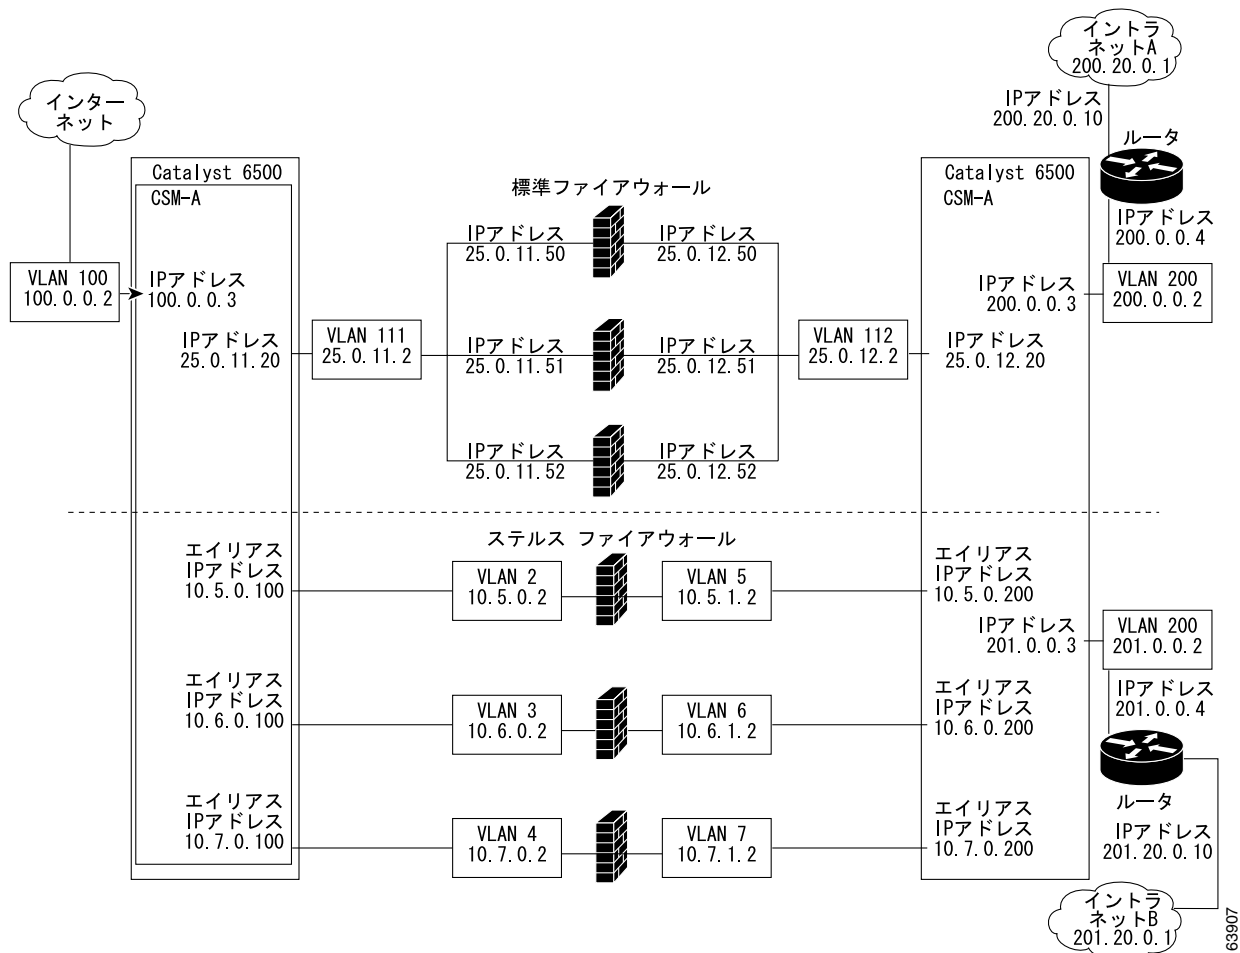 イントラ
ネットA
200.20.0.1
インター
ネット
IPアドレス
200.20.0.10
ルータ
Catalyst 6500
CSM-A
標準ファイアウォール
Catalyst 6500
CSM-A
IPアドレス
200.0.0.4
IPアドレス
25.0.11.50
IPアドレス
25.0.12.50
VLAN 100
100.0.0.2
IPアドレス
100.0.0.3
IPアドレス
200.0.0.3
VLAN 200
200.0.0.2
IPアドレス
25.0.11.20
VLAN 111
25.0.11.2
IPアドレス
25.0.11.51
IPアドレス
25.0.12.51
VLAN 112
25.0.12.2
IPアドレス
25.0.12.20
IPアドレス
25.0.11.52
IPアドレス
25.0.12.52
ステルス ファイアウォール
エイリアス
IPアドレス
10.5.0.100
VLAN 2
10.5.0.2
VLAN 5
10.5.1.2
エイリアス
IPアドレス
10.5.0.200
IPアドレス
201.0.0.3
VLAN 200
201.0.0.2
エイリアス
IPアドレス
10.6.0.100
VLAN 3
10.6.0.2
VLAN 6
10.6.1.2
エイリアス
IPアドレス
10.6.0.200
IPアドレス
201.0.0.4
ルータ
エイリアス
IPアドレス
10.7.0.100
VLAN 4
10.7.0.2
VLAN 7
10.7.1.2
エイリアス
IPアドレス
10.7.0.200
IPアドレス
201.20.0.10
イントラ
ネットB
201.20.0.1
63907